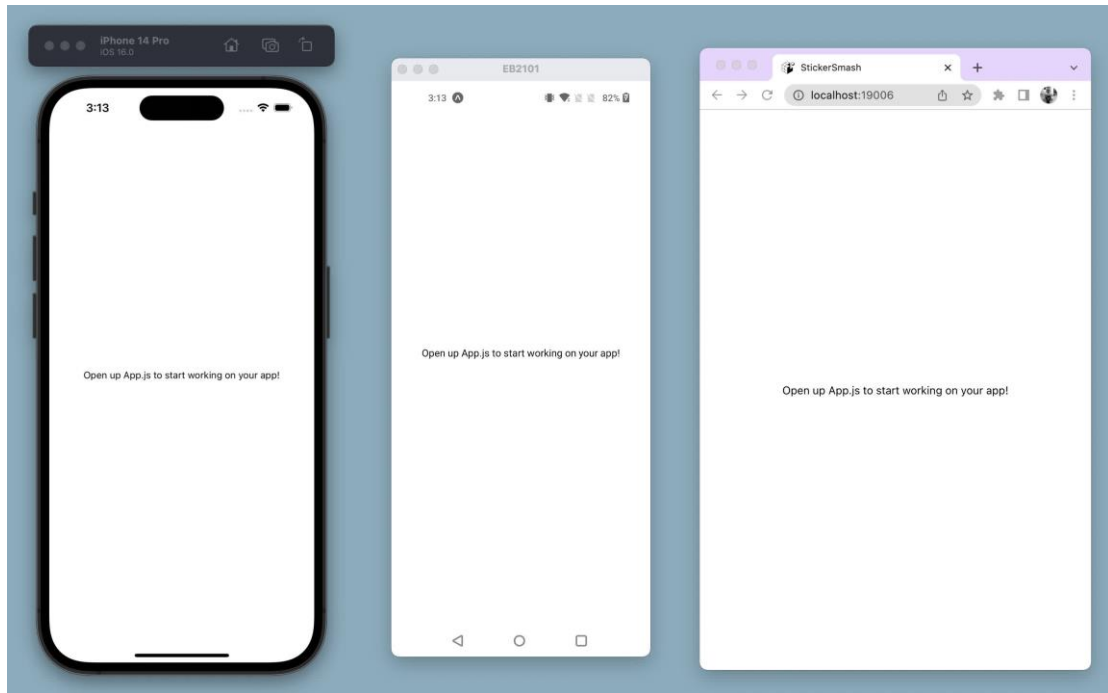 iPhone 14 Pro
iOS 16.0
3:13
Open up App.js to start working on your app!
EB2101
3:13
82%
Open up App.js to start working on your app!
StickerSmash
localhost:19006
Open up App.js to start working on your app!